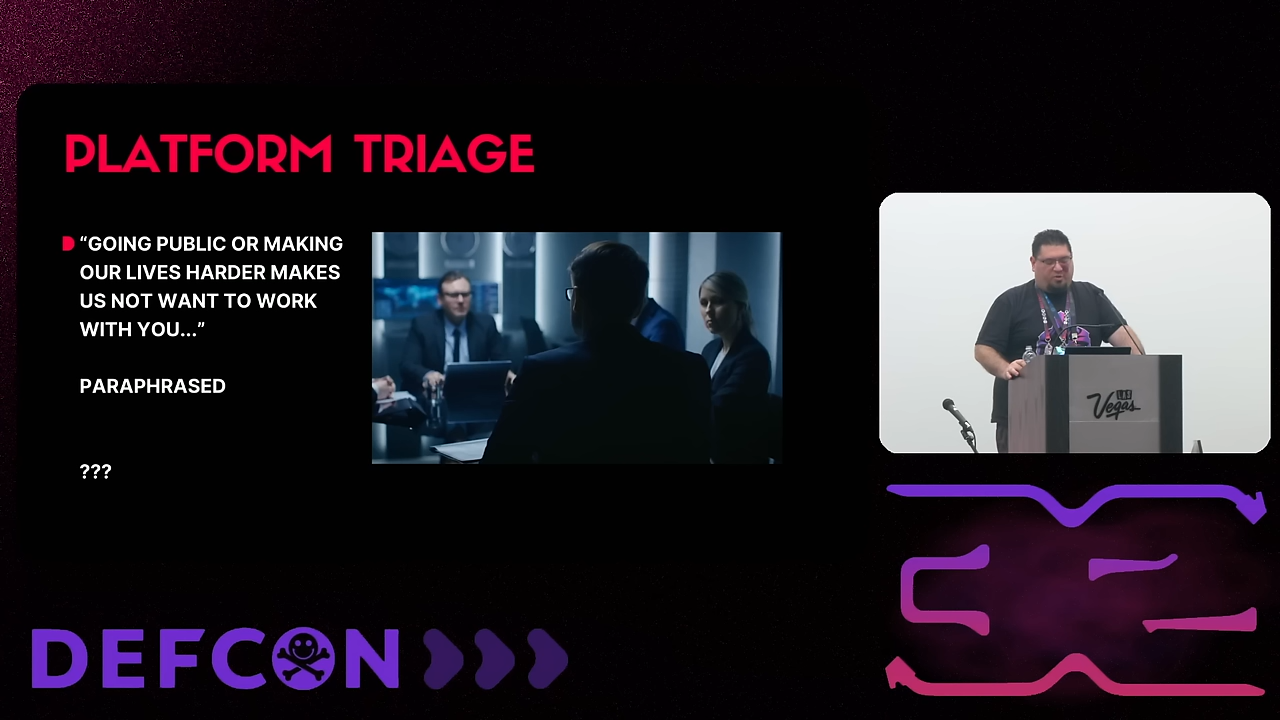 PLATFORM TRIAGE
“GOING PUBLIC OR MAKING
OUR LIVES HARDER MAKES
US NOT WANT TO WORK
WITH YOU...”
PARAPHRASED
???
LAS
Vegas
DEFCON